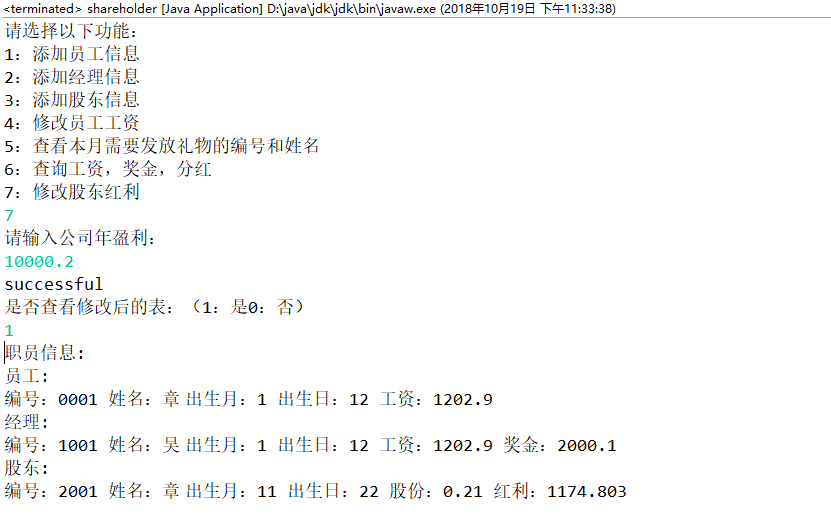 <terminated> shareholder [Java Application] D:\java\jdk\jdk\bin\javaw.exe (2018年10月19日 下午11:33:38)
请选择以下功能：
1：添加员工信息
2：添加经理信息
3：添加股东信息
4：修改员工工资
5：查看本月需要发放礼物的编号和姓名
6：查询工资，奖金，分红
7：修改股东红利
7
请输入公司年盈利：
10000.2
successful
是否查看修改后的表：（1：是0：否）
1
职员信息：
员工：
编号：0001 姓名：章 出生月：1 出生日：12 工资：1202.9
经理：
编号：1001 姓名：吴 出生月：1 出生日：12 工资：1202.9 奖金：2000.1
股东：
编号：2001 姓名：章 出生月：11 出生日：22 股份：0.21 红利：1174.803